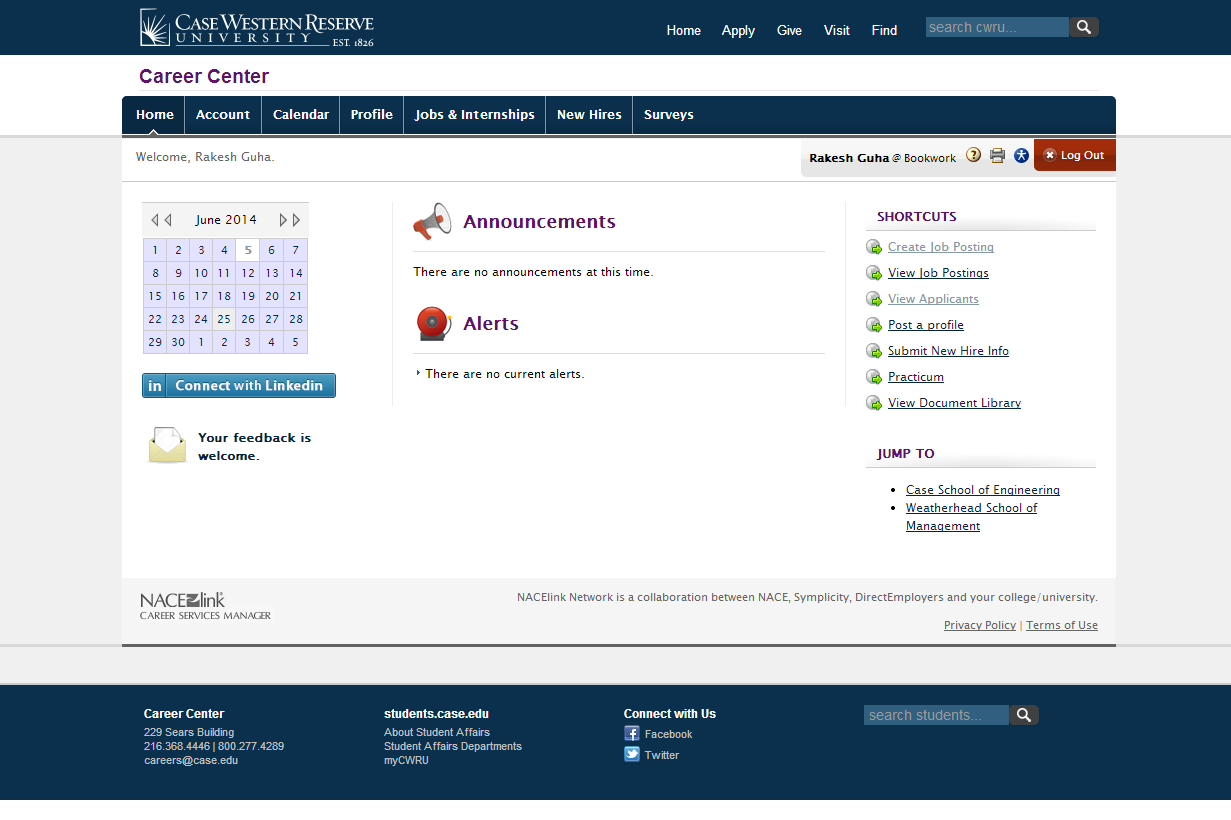 CASE WESTERN RESERVE
UNIVERSITY EST. 1826
Home Apply Give Visit Find search cwru...
Career Center
Home Account Calendar Profile Jobs & Internships New Hires Surveys
Welcome, Rakesh Guha.
Rakesh Guha @ Bookwork ? Log Out
June 2014
1 2 3 4 5 6 7
8 9 10 11 12 13 14
15 16 17 18 19 20 21
22 23 24 25 26 27 28
29 30 1 2 3 4 5
in Connect with Linkedin
Your feedback is
welcome.
Announcements
There are no announcements at this time.
Alerts
There are no current alerts.
SHORTCUTS
Create Job Posting
View Job Postings
View Applicants
Post a profile
Submit New Hire Info
Practicum
View Document Library
JUMP TO
Case School of Engineering
Weatherhead School of
Management
NACElink
CAREER SERVICES MANAGER
NACElink Network is a collaboration between NACE, Symplicity, DirectEmployers and your college/university.
Privacy Policy | Terms of Use
Career Center
229 Sears Building
216.368.4446 | 800.277.4289
careers@case.edu
students.case.edu
About Student Affairs
Student Affairs Departments
myCWRU
Connect with Us
Facebook
Twitter
search students...